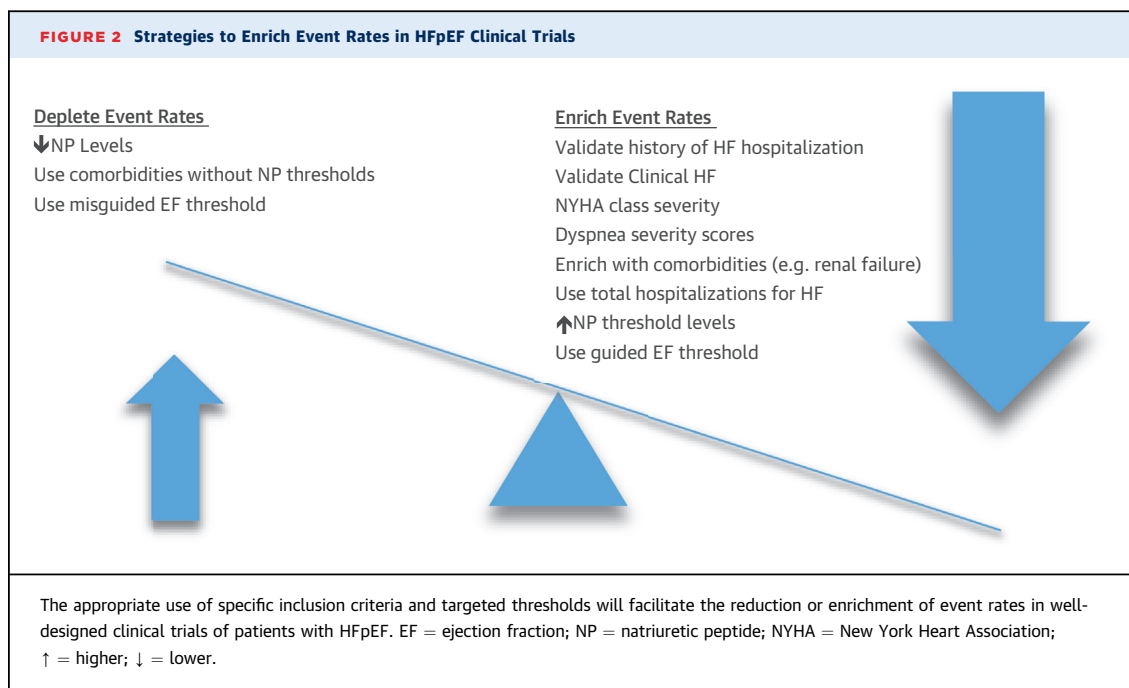 FIGURE 2 Strategies to Enrich Event Rates in HFpEF Clinical Trials
Deplete Event Rates
↓NP Levels
Use comorbidities without NP thresholds
Use misguided EF threshold
Enrich Event Rates
Validate history of HF hospitalization
Validate Clinical HF
NYHA class severity
Dyspnea severity scores
Enrich with comorbidities (e.g. renal failure)
Use total hospitalizations for HF
↑NP threshold levels
Use guided EF threshold
The appropriate use of specific inclusion criteria and targeted thresholds will facilitate the reduction or enrichment of event rates in well-
designed clinical trials of patients with HFpEF. EF = ejection fraction; NP = natriuretic peptide; NYHA = New York Heart Association;
↑ = higher; ↓ = lower.